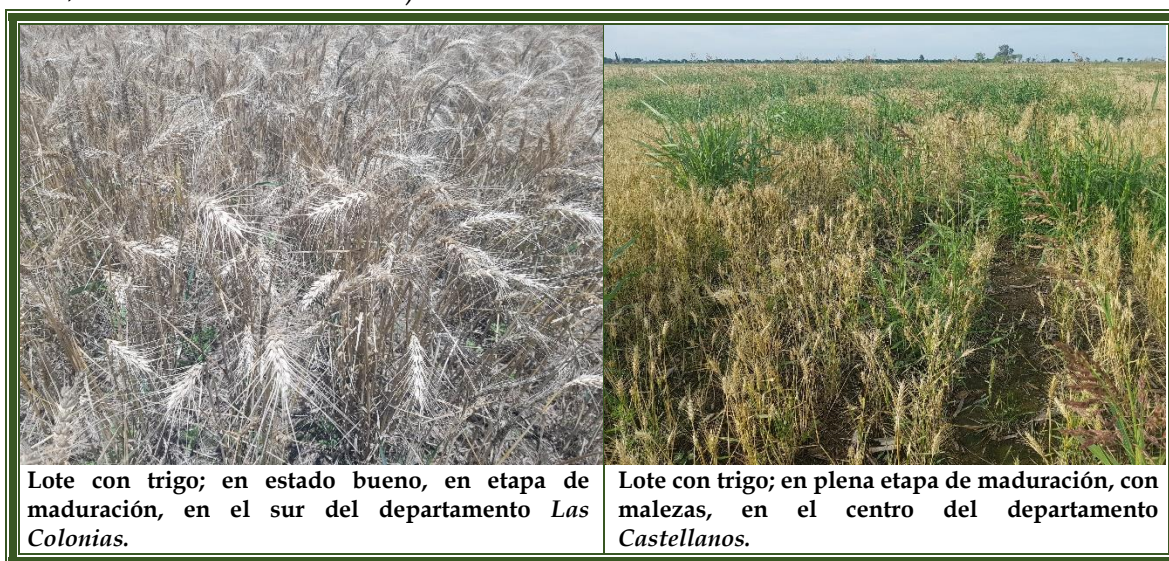 Lote con trigo; en estado bueno, en etapa de
maduración, en el sur del departamento Las
Colonias.
Lote con trigo; en plena etapa de maduración, con
malezas, en el centro del departamento
Castellanos.